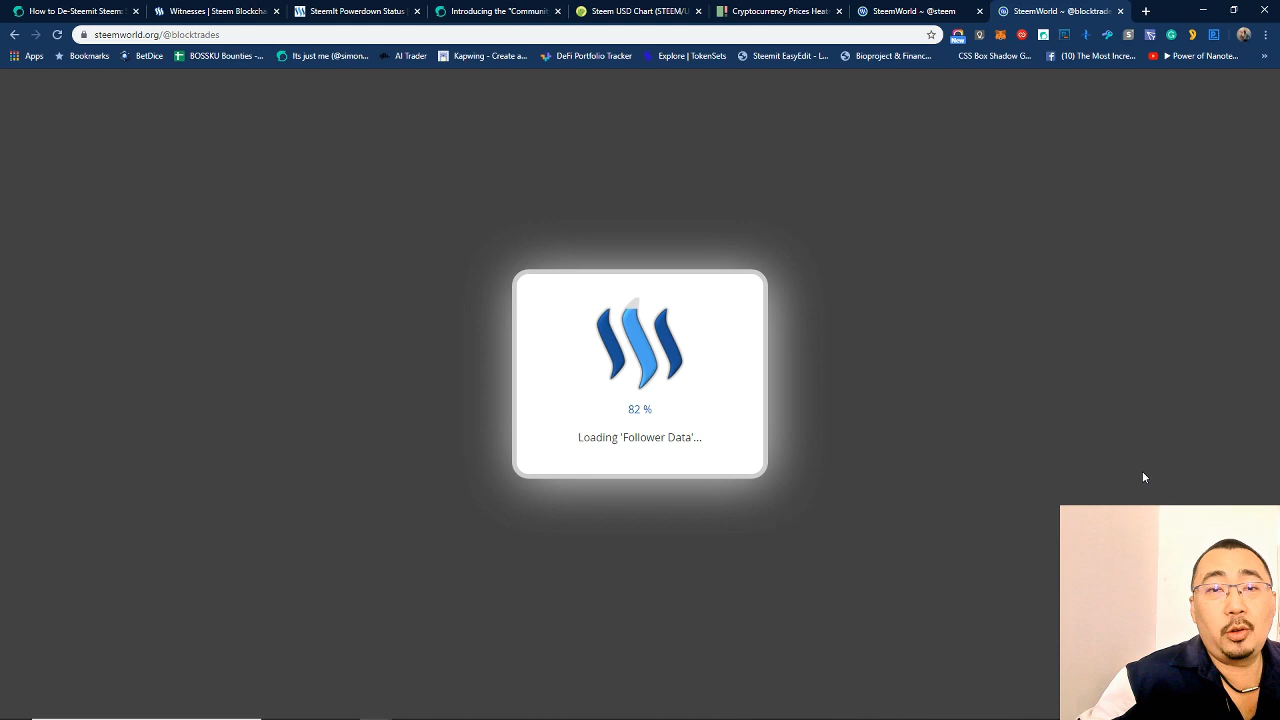 How to De-Steemit Steem:
Witnesses | Steem Blockcha
SteemIt Powerdown Status
Introducing the "Communit
Steem USD Chart (STEEM/U
Cryptocurrency Prices Heat
SteemWorld ~ @steem
SteemWorld ~ @blocktrade
steemworld.org/@blocktrades
New
Apps
Bookmarks
BetDice
BOSSKU Bounties -...
Its just me (@simon...
AI Trader
Kapwing - Create a...
DeFi Portfolio Tracker
Explore | TokenSets
Steemit EasyEdit - L...
Bioproject & Financ...
CSS Box Shadow G...
(10) The Most Incre...
▶ Power of Nanote...
»
82 %
Loading 'Follower Data'...